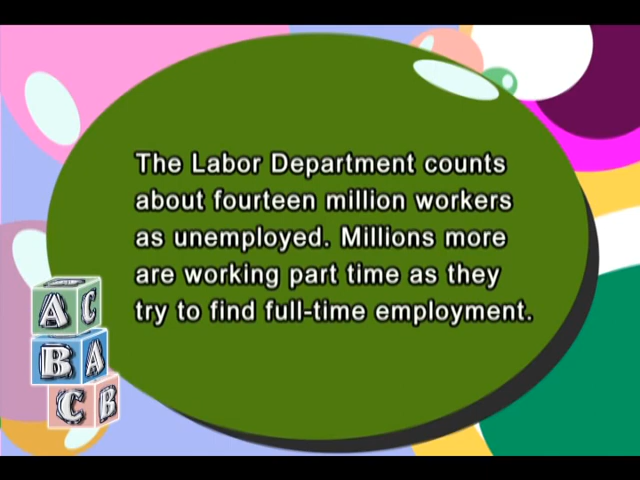 The Labor Department counts
about fourteen million workers
as unemployed. Millions more
are working part time as they
try to find full-time employment.
A C
B A
C B